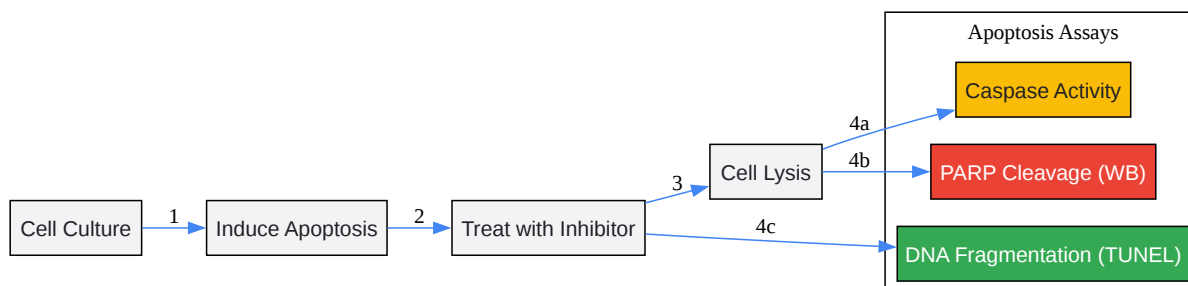 Apoptosis Assays
Caspase Activity
4a
4b
Cell Lysis
PARP Cleavage (WB)
3
Cell Culture
1
Induce Apoptosis
2
Treat with Inhibitor
4c
DNA Fragmentation (TUNEL)